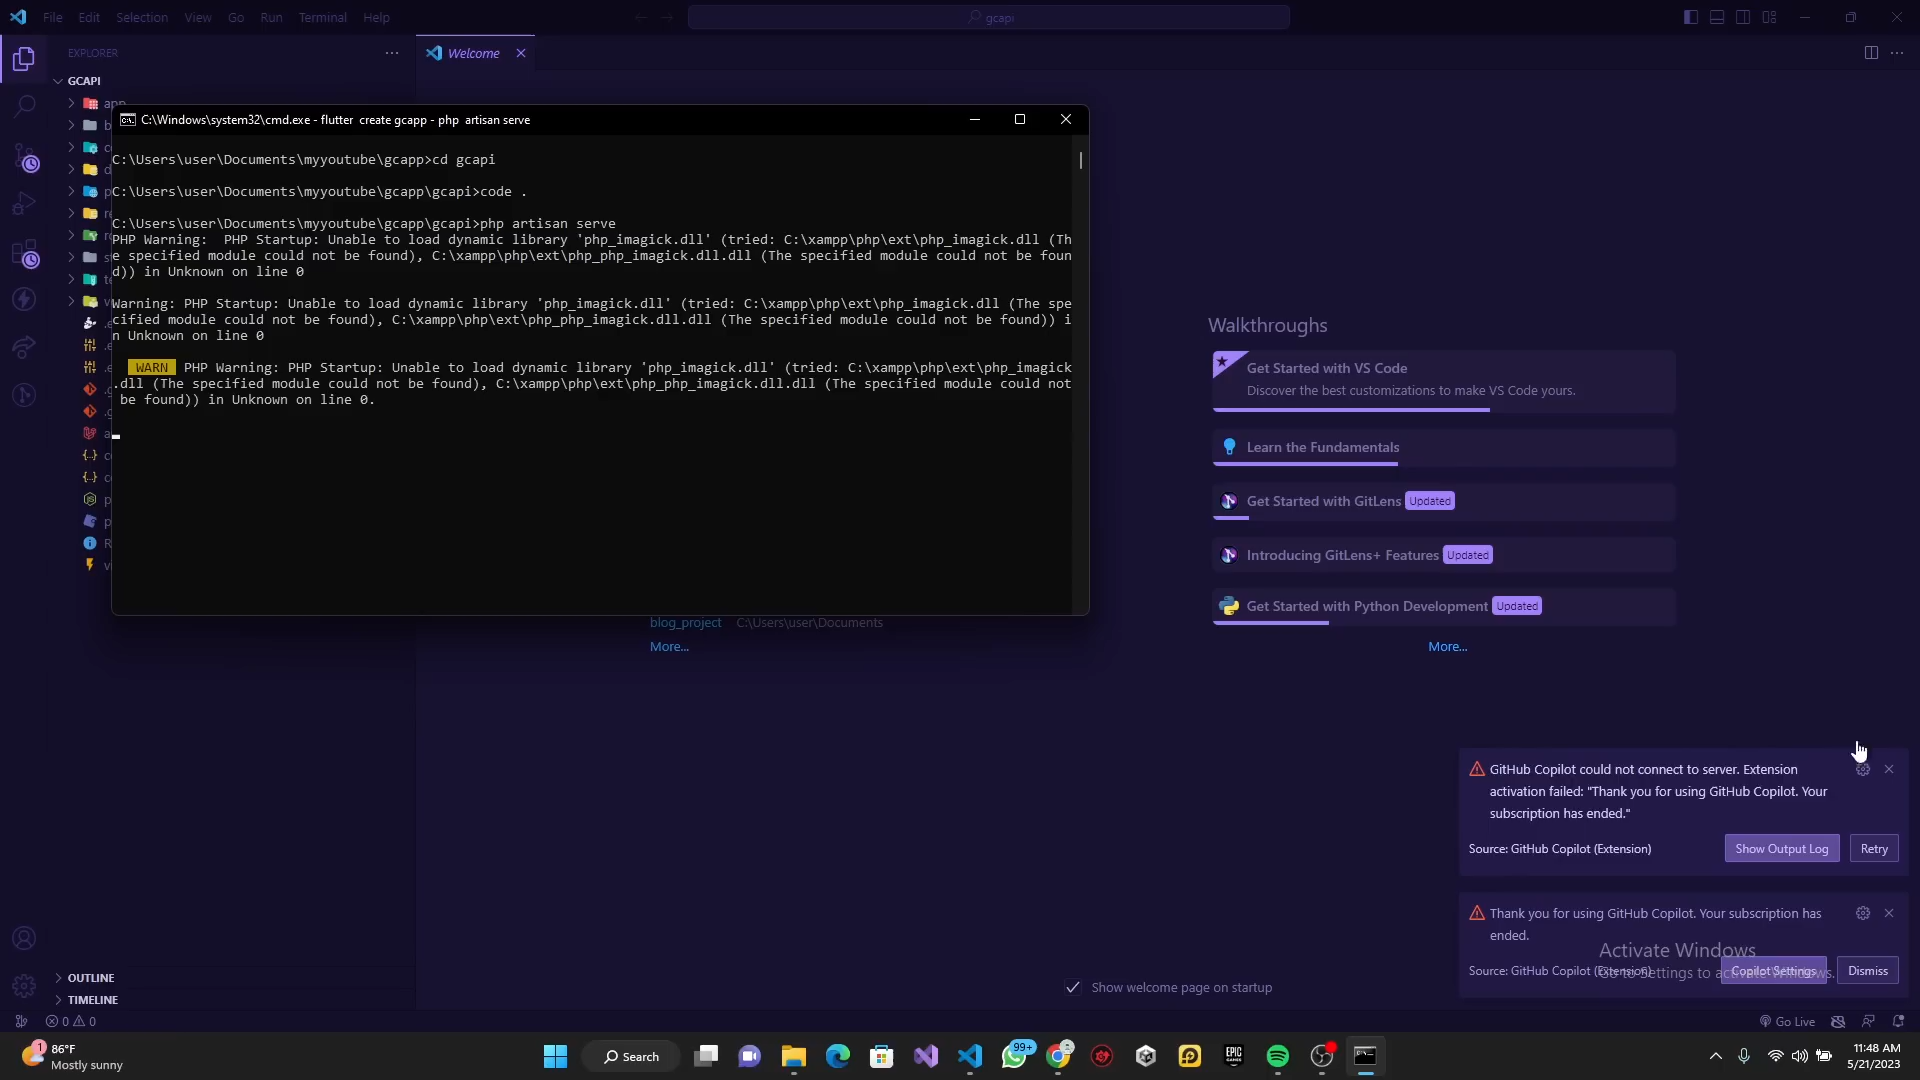 File Edit Selection View Go Run Terminal Help
gcapi
EXPLORER
Welcome
GCAPI
app
C:\Windows\system32\cmd.exe - flutter  create gcapp - php  artisan serve
C:\Users\user\Documents\myyoutube\gcapp>cd gcapi
C:\Users\user\Documents\myyoutube\gcapp\gcapi>code .
C:\Users\user\Documents\myyoutube\gcapp\gcapi>php artisan serve
PHP Warning:  PHP Startup: Unable to load dynamic library 'php_imagick.dll' (tried: C:\xampp\php\ext\php_imagick.dll (Th
e specified module could not be found), C:\xampp\php\ext\php_php_imagick.dll.dll (The specified module could not be foun
d)) in Unknown on line 0
Warning: PHP Startup: Unable to load dynamic library 'php_imagick.dll' (tried: C:\xampp\php\ext\php_imagick.dll (The spe
cified module could not be found), C:\xampp\php\ext\php_php_imagick.dll.dll (The specified module could not be found)) i
n Unknown on line 0
WARN PHP Warning: PHP Startup: Unable to load dynamic library 'php_imagick.dll' (tried: C:\xampp\php\ext\php_imagick
.dll (The specified module could not be found), C:\xampp\php\ext\php_php_imagick.dll.dll (The specified module could not
be found)) in Unknown on line 0.
blog_project C:\Users\user\Documents
More...
Walkthroughs
Get Started with VS Code
Discover the best customizations to make VS Code yours.
Learn the Fundamentals
Get Started with GitLens Updated
Introducing GitLens+ Features Updated
Get Started with Python Development Updated
More...
GitHub Copilot could not connect to server. Extension
activation failed: "Thank you for using GitHub Copilot. Your
subscription has ended."
Source: GitHub Copilot (Extension) Show Output Log Retry
Thank you for using GitHub Copilot. Your subscription has
ended.
Activate Windows
Go to Settings to activate Windows.
Source: GitHub Copilot (Extension) Copilot Settings Dismiss
OUTLINE
TIMELINE
Show welcome page on startup
0 0
Go Live
1
86°F
Mostly sunny
Search
99+
EPIC
GAMES
11:48 AM
5/21/2023